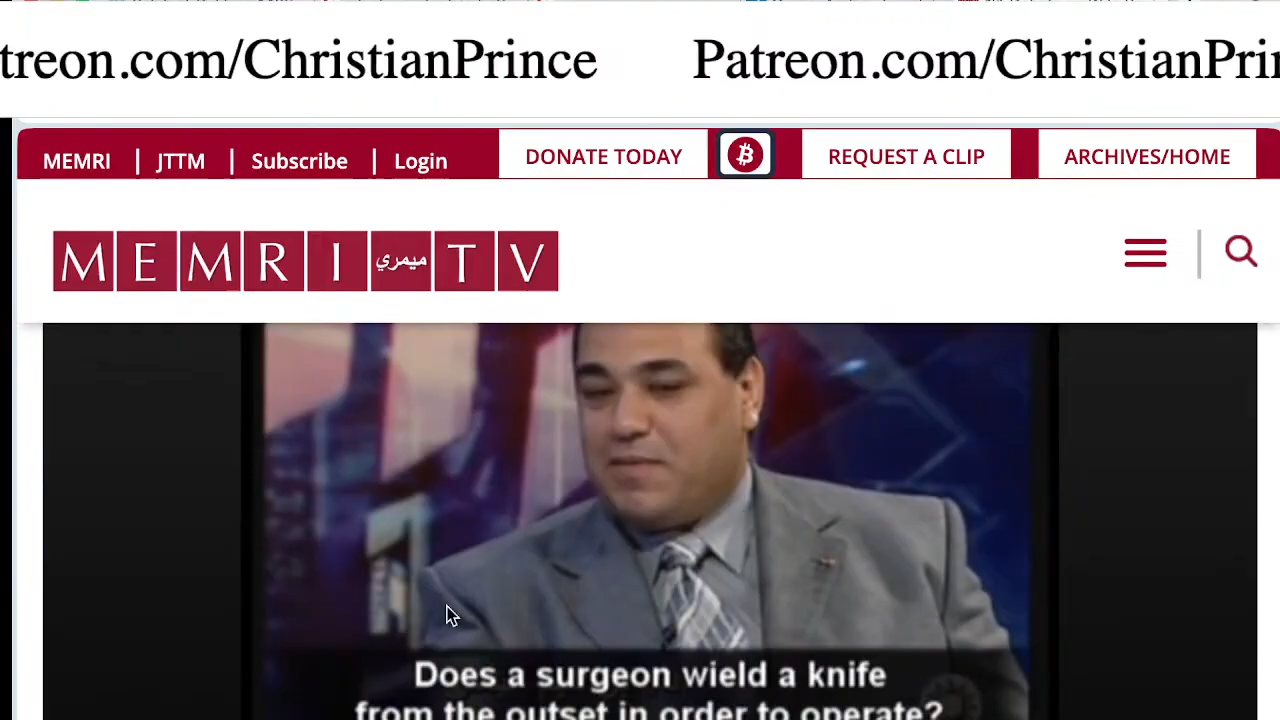 treon.com/ChristianPrince Patreon.com/ChristianPrin
MEMRI | JTTM | Subscribe | Login DONATE TODAY REQUEST A CLIP ARCHIVES/HOME
MEMRI ميمري TV
Does a surgeon wield a knife
from the outset in order to operate?